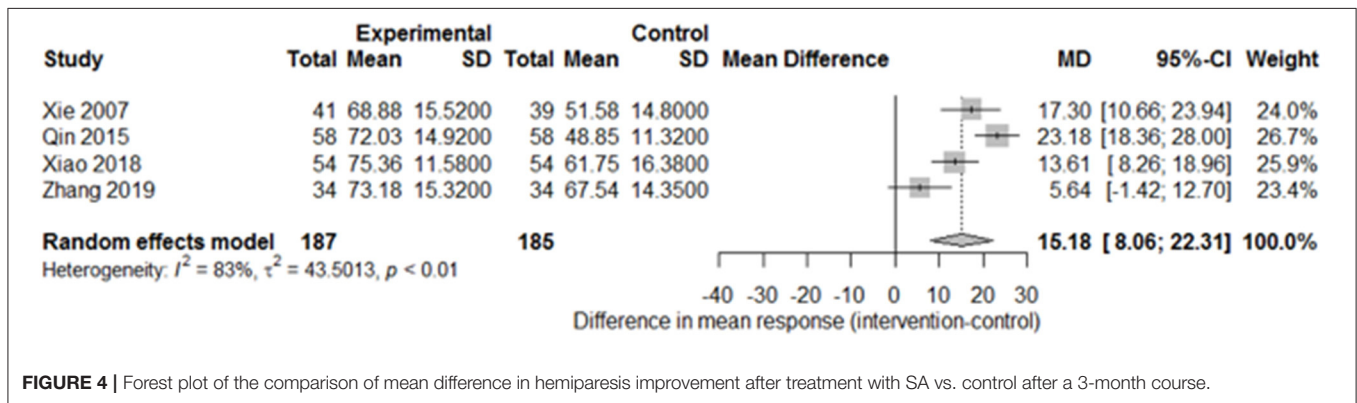 Experimental Control
Study Total Mean SD Total Mean SD Mean Difference MD 95%-CI Weight
Xie 2007 41 68.88 15.5200 39 51.58 14.8000 17.30 [10.66; 23.94] 24.0%
Qin 2015 58 72.03 14.9200 58 48.85 11.3200 23.18 [18.36; 28.00] 26.7%
Xiao 2018 54 75.36 11.5800 54 61.75 16.3800 13.61 [ 8.26; 18.96] 25.9%
Zhang 2019 34 73.18 15.3200 34 67.54 14.3500 5.64 [-1.42; 12.70] 23.4%
Random effects model 187 185 15.18 [ 8.06; 22.31] 100.0%
Heterogeneity: I² = 83%, τ² = 43.5013, p < 0.01
-40 -30 -20 -10 0 10 20 30
Difference in mean response (intervention-control)
FIGURE 4 | Forest plot of the comparison of mean difference in hemiparesis improvement after treatment with SA vs. control after a 3-month course.